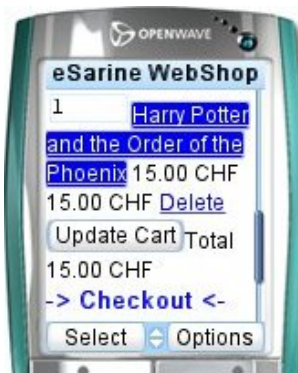 OPENWAVE
eSarine WebShop
1 Harry Potter
and the Order of the
Phoenix 15.00 CHF
15.00 CHF Delete
Update Cart Total
15.00 CHF
-> Checkout <-
Select Options